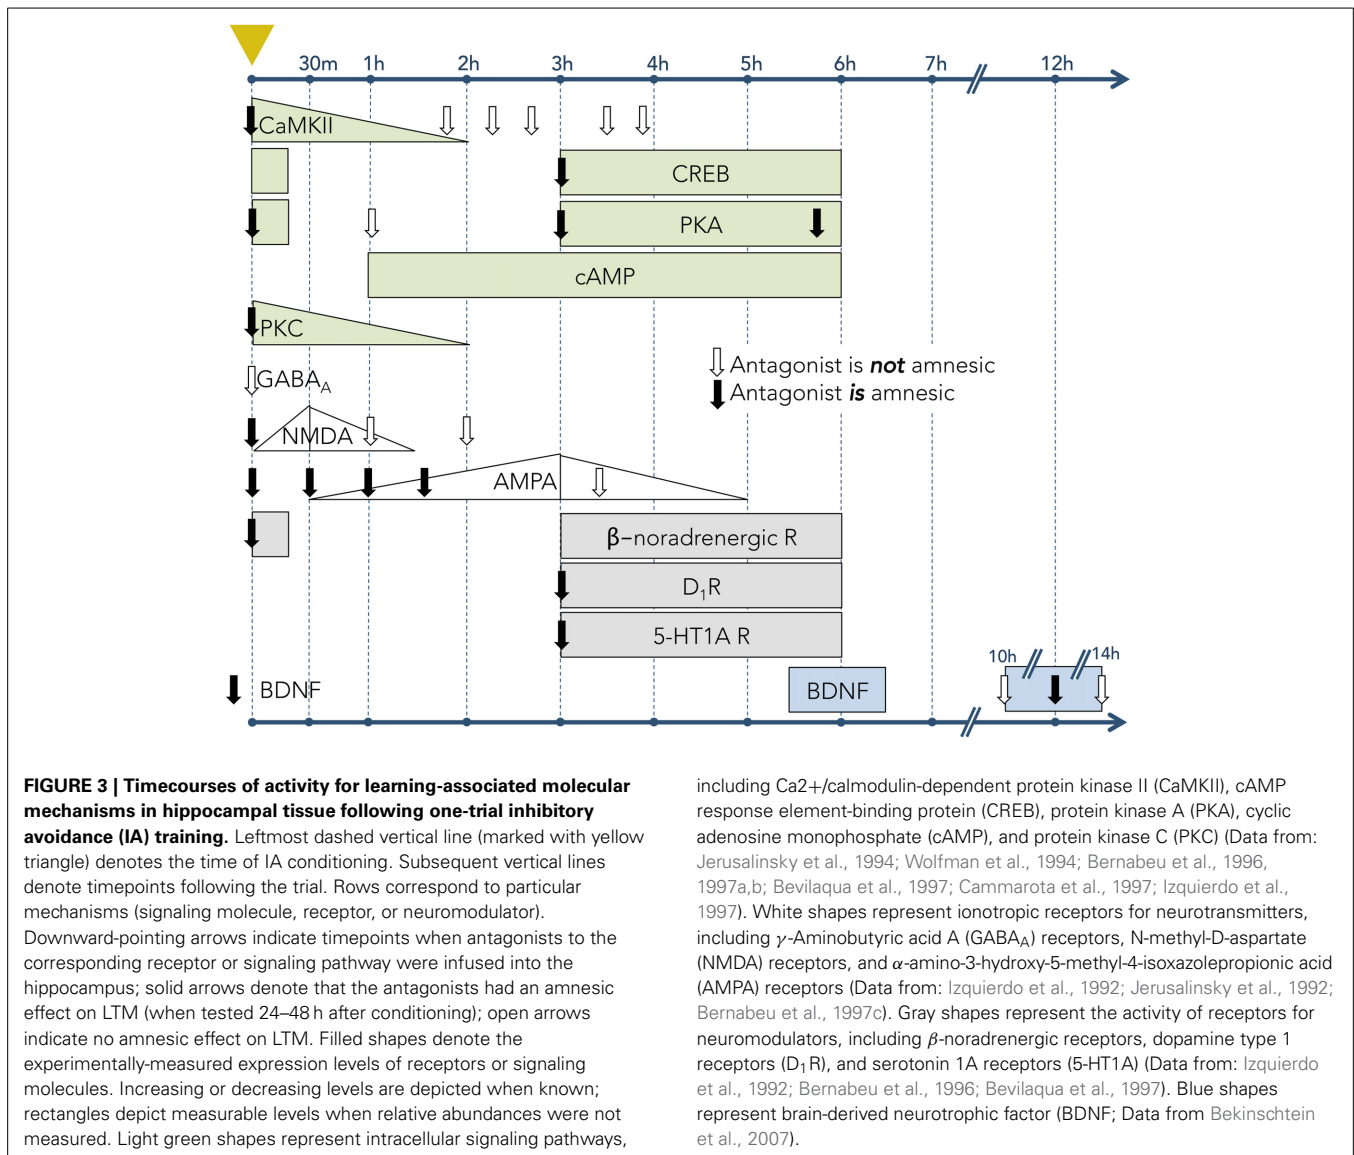 30m 1h 2h 3h 4h 5h 6h 7h 12h
CaMKII
CREB
PKA
cAMP
PKC
Antagonist is not amnesic
GABAA
Antagonist is amnesic
NMDA
AMPA
β–noradrenergic R
D1R
5-HT1A R
10h 14h
BDNF BDNF
FIGURE 3 | Timecourses of activity for learning-associated molecular
mechanisms in hippocampal tissue following one-trial inhibitory
avoidance (IA) training. Leftmost dashed vertical line (marked with yellow
triangle) denotes the time of IA conditioning. Subsequent vertical lines
denote timepoints following the trial. Rows correspond to particular
mechanisms (signaling molecule, receptor, or neuromodulator).
Downward-pointing arrows indicate timepoints when antagonists to the
corresponding receptor or signaling pathway were infused into the
hippocampus; solid arrows denote that the antagonists had an amnesic
effect on LTM (when tested 24–48 h after conditioning); open arrows
indicate no amnesic effect on LTM. Filled shapes denote the
experimentally-measured expression levels of receptors or signaling
molecules. Increasing or decreasing levels are depicted when known;
rectangles depict measurable levels when relative abundances were not
measured. Light green shapes represent intracellular signaling pathways,
including Ca2+/calmodulin-dependent protein kinase II (CaMKII), cAMP
response element-binding protein (CREB), protein kinase A (PKA), cyclic
adenosine monophosphate (cAMP), and protein kinase C (PKC) (Data from:
Jerusalinsky et al., 1994; Wolfman et al., 1994; Bernabeu et al., 1996,
1997a,b; Bevilaqua et al., 1997; Cammarota et al., 1997; Izquierdo et al.,
1997). White shapes represent ionotropic receptors for neurotransmitters,
including γ-Aminobutyric acid A (GABAA) receptors, N-methyl-D-aspartate
(NMDA) receptors, and α-amino-3-hydroxy-5-methyl-4-isoxazolepropionic acid
(AMPA) receptors (Data from: Izquierdo et al., 1992; Jerusalinsky et al., 1992;
Bernabeu et al., 1997c). Gray shapes represent the activity of receptors for
neuromodulators, including β-noradrenergic receptors, dopamine type 1
receptors (D1R), and serotonin 1A receptors (5-HT1A) (Data from: Izquierdo
et al., 1992; Bernabeu et al., 1996; Bevilaqua et al., 1997). Blue shapes
represent brain-derived neurotrophic factor (BDNF; Data from Bekinschtein
et al., 2007).